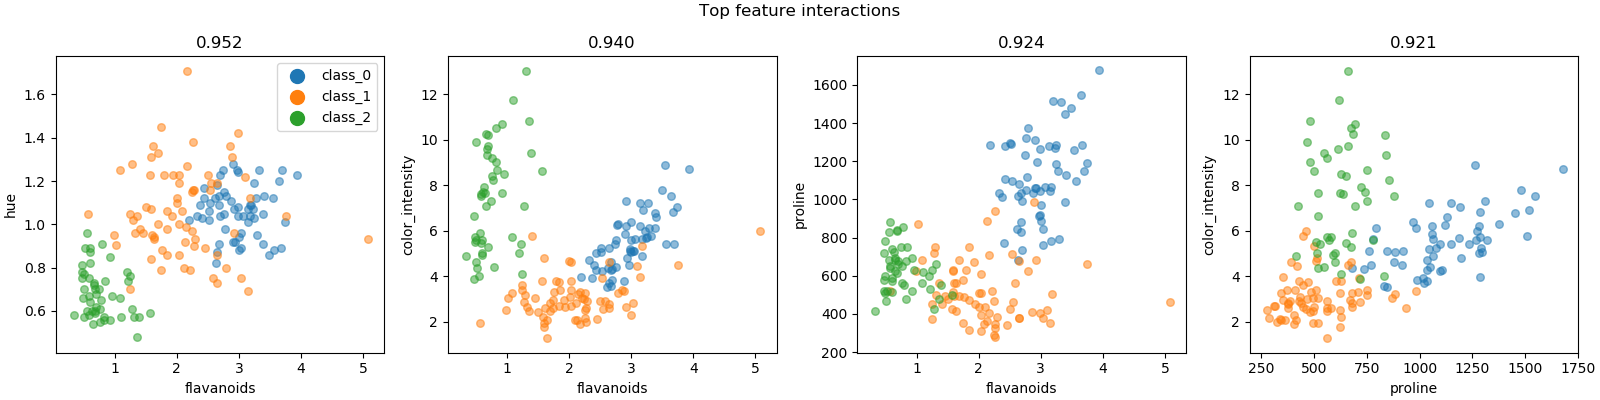 Top feature interactions
0.952
hue
1.6
1.4
1.2
1.0
0.8
0.6
class_0
class_1
class_2
1 2 3 4 5
flavanoids
0.940
color_intensity
12
10
8
6
4
2
1 2 3 4 5
flavanoids
0.924
proline
1600
1400
1200
1000
800
600
400
200
1 2 3 4 5
flavanoids
0.921
color_intensity
12
10
8
6
4
2
250 500 750 1000 1250 1500 1750
proline